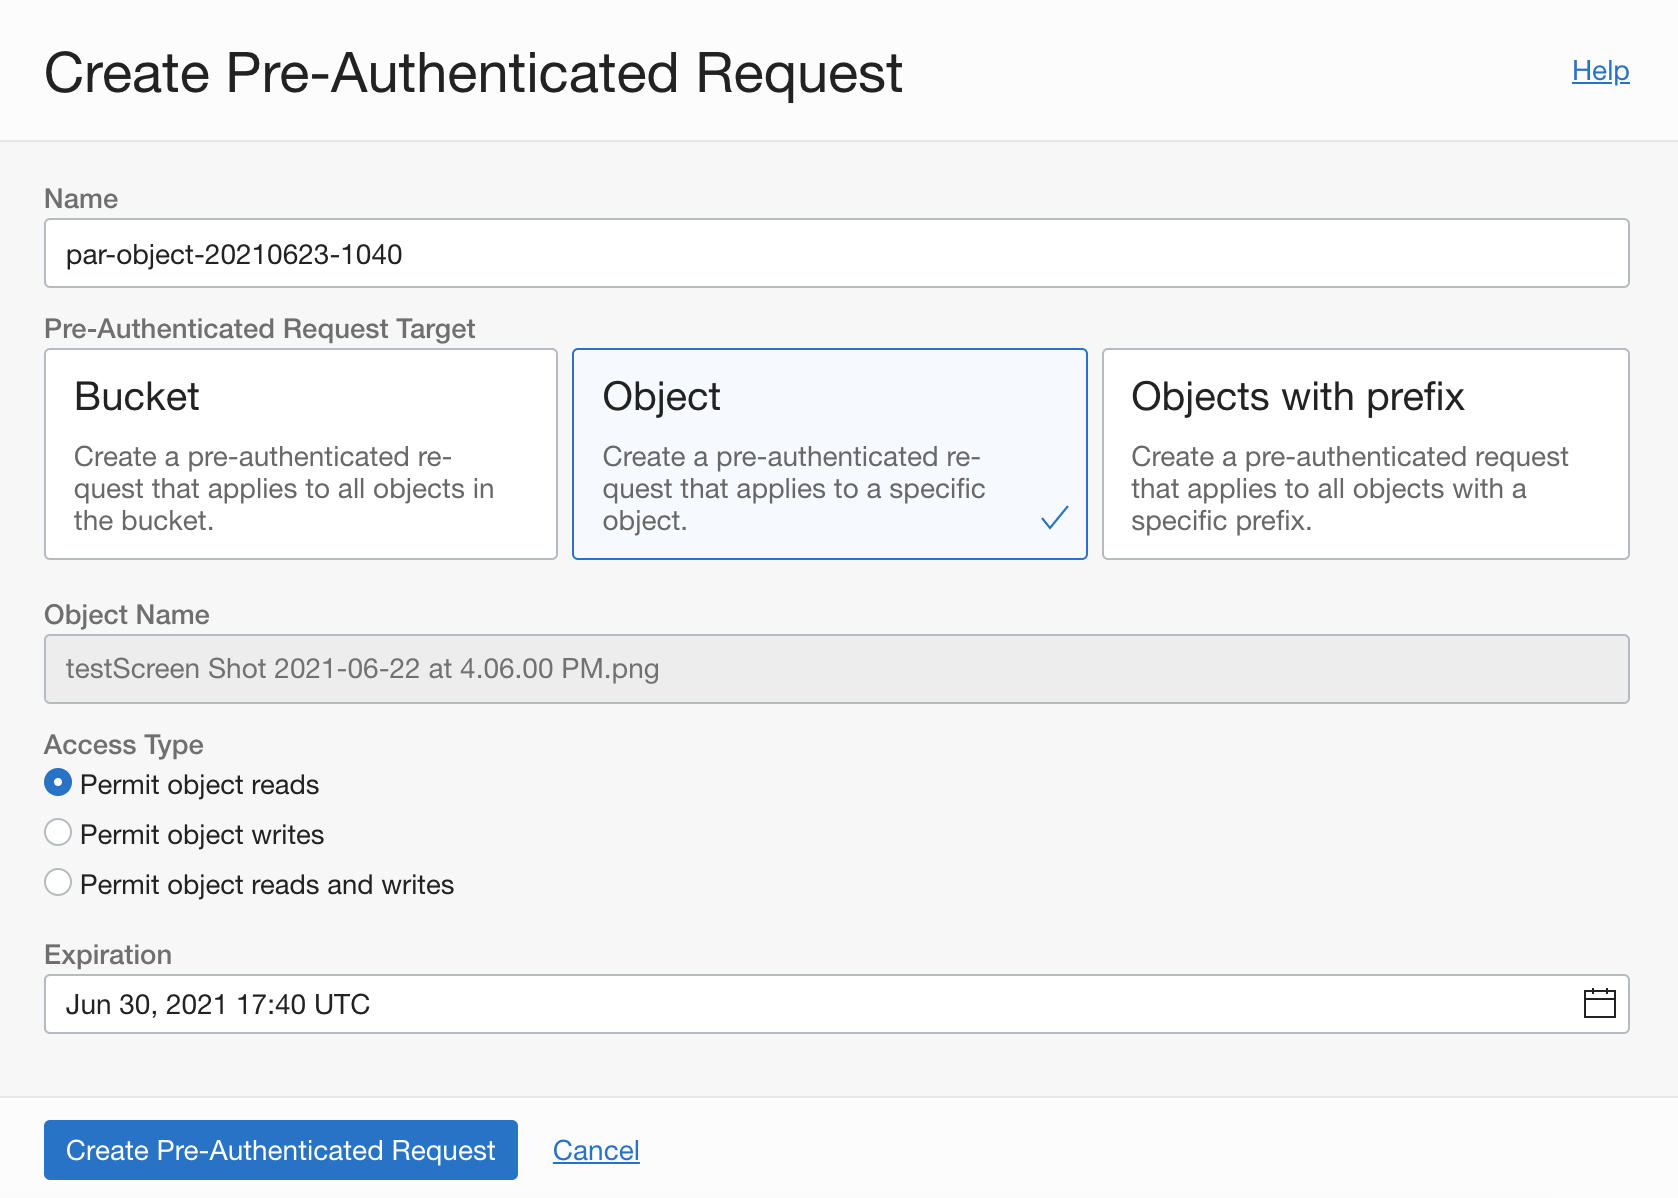 Create Pre-Authenticated Request
Help
Name
par-object-20210623-1040
Pre-Authenticated Request Target
Bucket
Create a pre-authenticated re-
quest that applies to all objects in
the bucket.
Object
Create a pre-authenticated re-
quest that applies to a specific
object.
Objects with prefix
Create a pre-authenticated request
that applies to all objects with a
specific prefix.
Object Name
testScreen Shot 2021-06-22 at 4.06.00 PM.png
Access Type
Permit object reads
Permit object writes
Permit object reads and writes
Expiration
Jun 30, 2021 17:40 UTC
Create Pre-Authenticated Request
Cancel